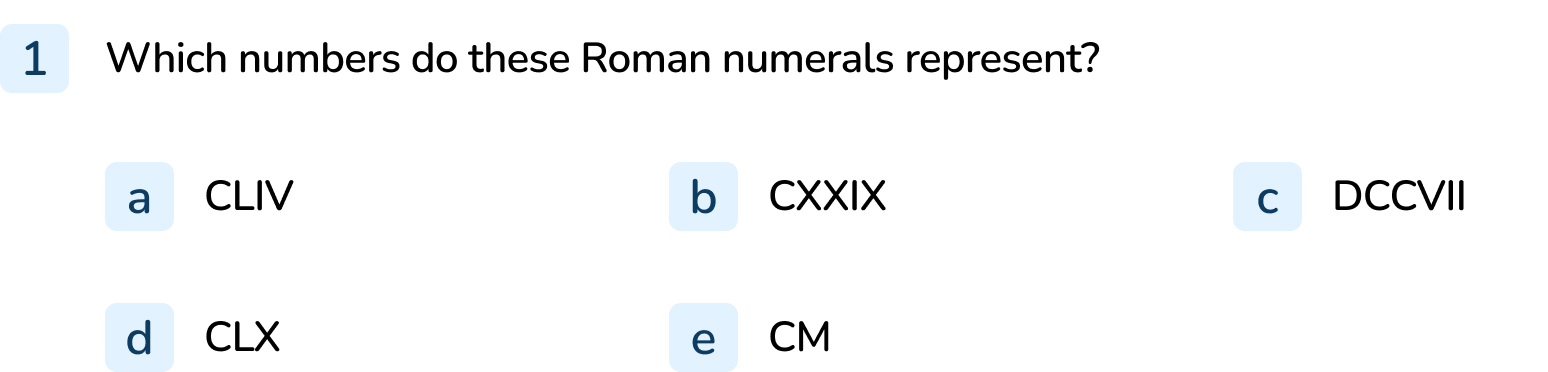 1 Which numbers do these Roman numerals represent?
a CLIV b CXXIX c DCCVII
d CLX e CM